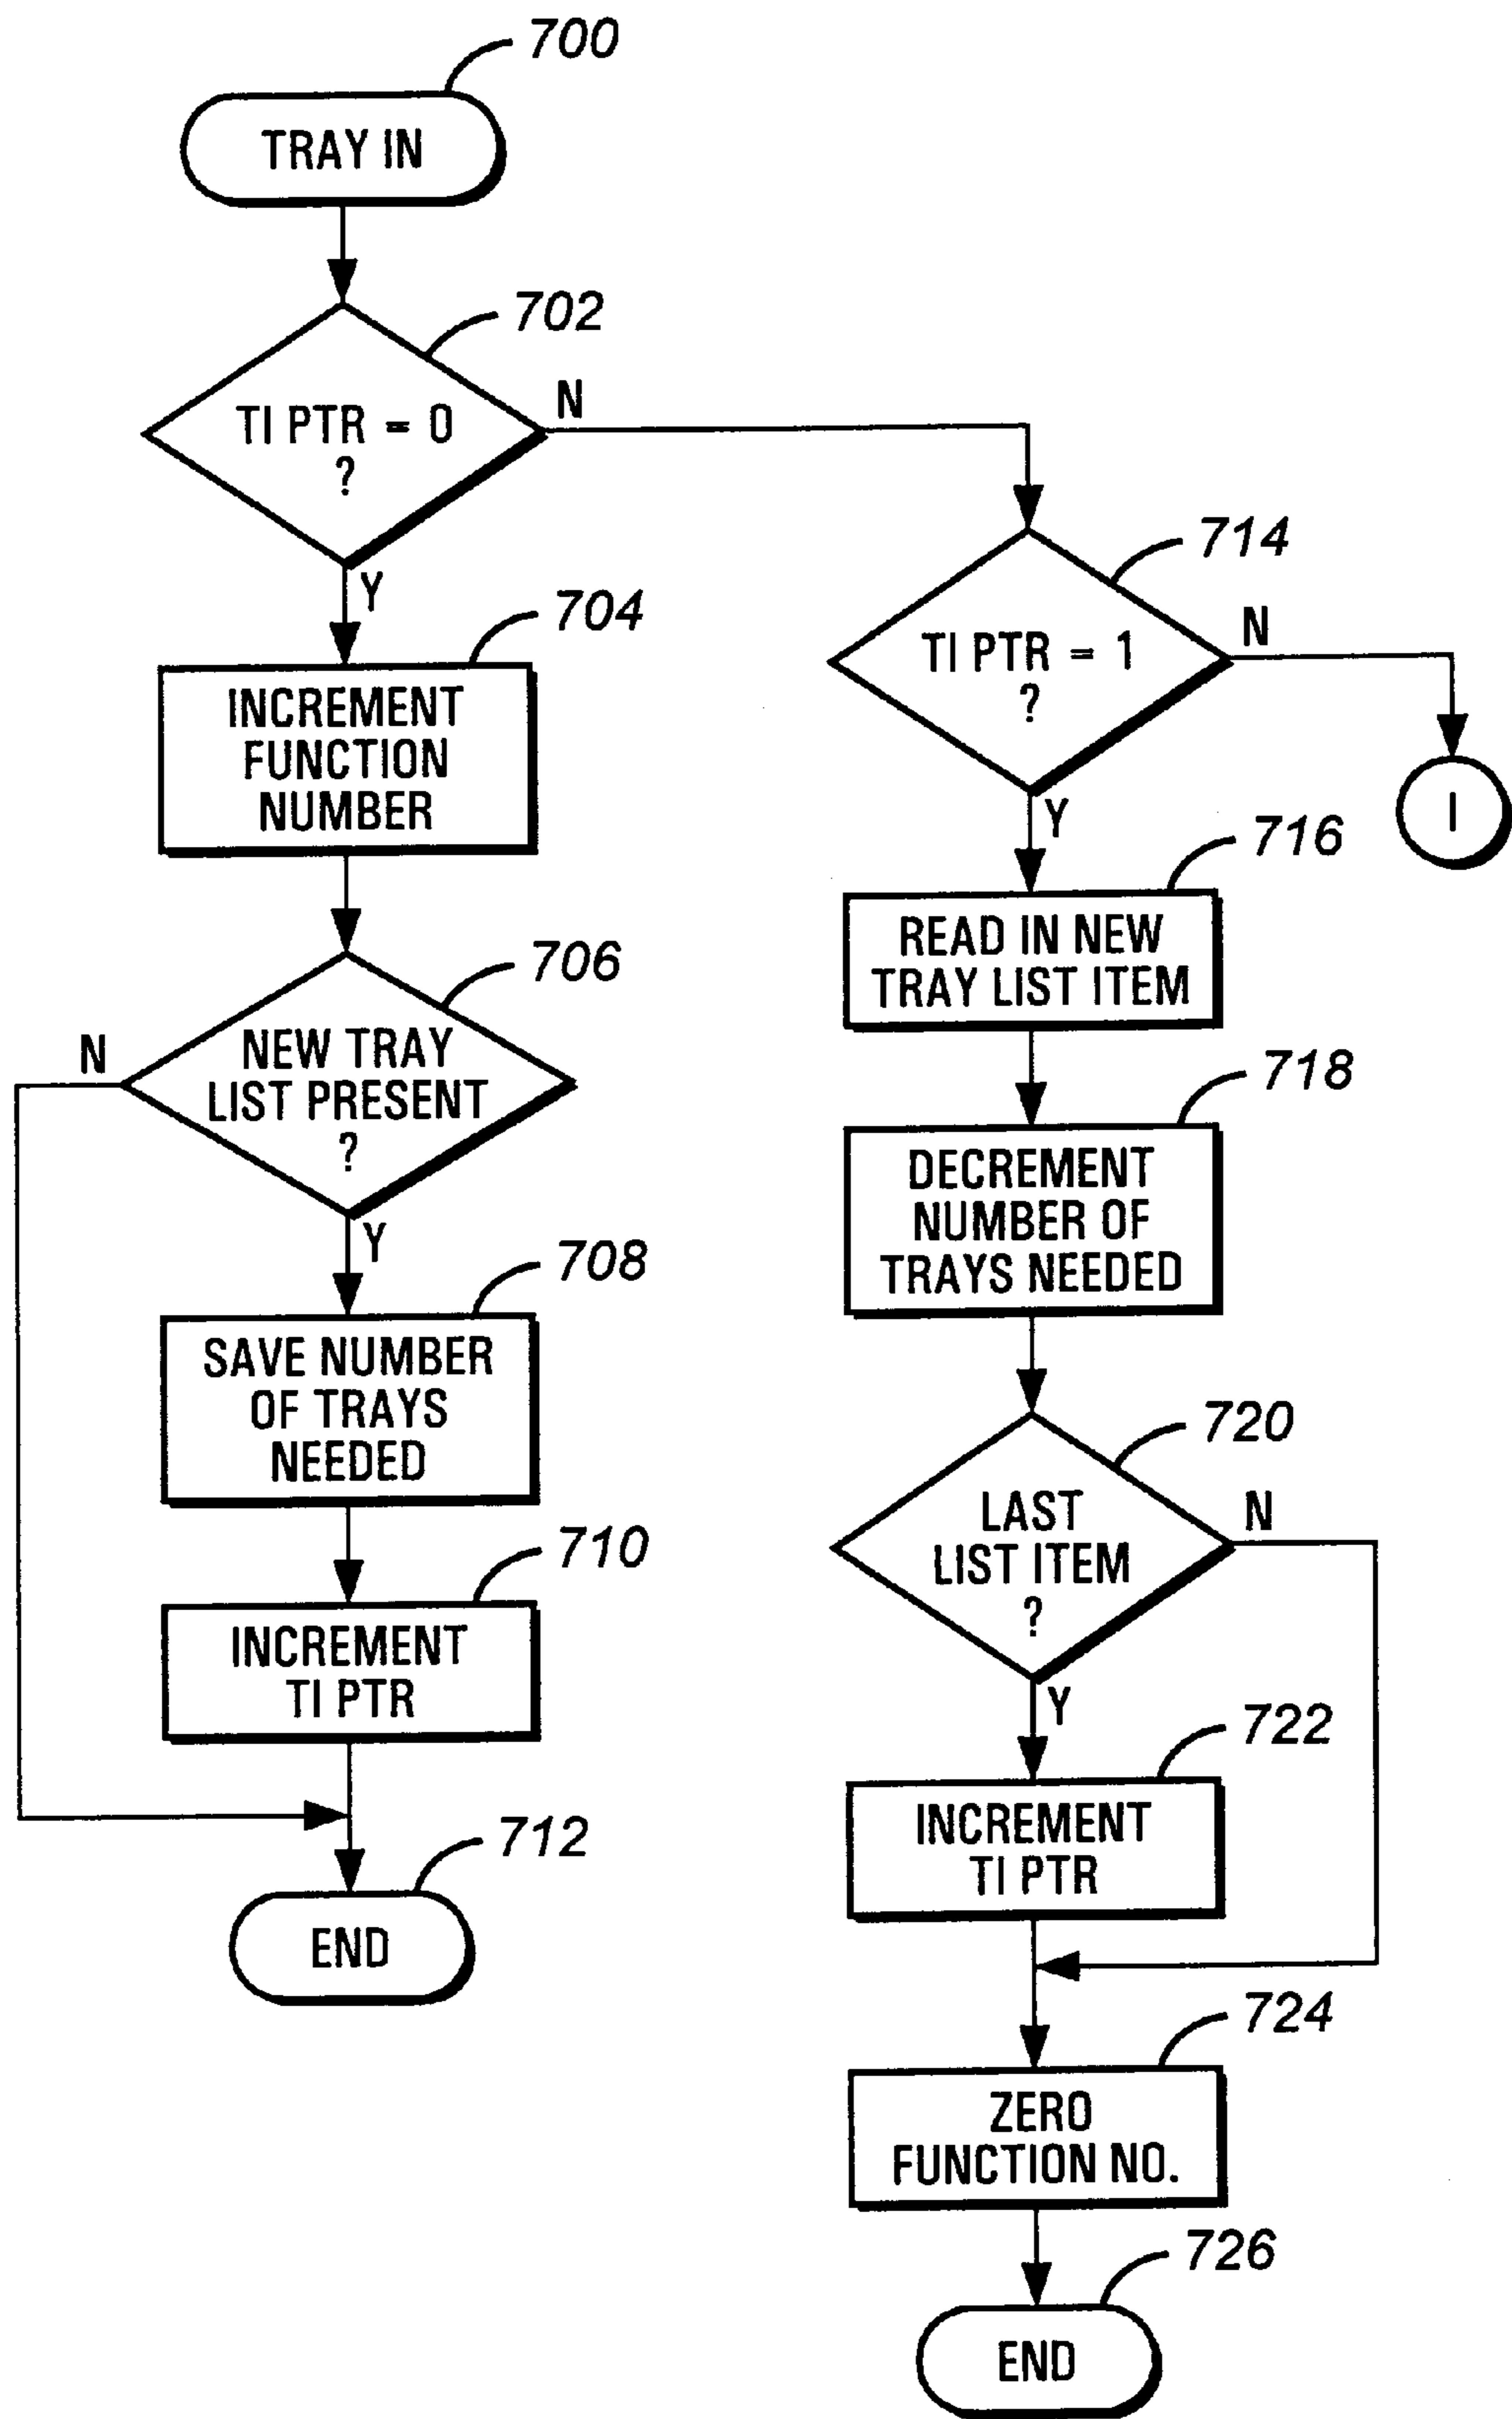 700
TRAY IN
702
TI PTR = 0
?
N
Y
704
INCREMENT
FUNCTION
NUMBER
706
NEW TRAY
LIST PRESENT
?
N
Y
708
SAVE NUMBER
OF TRAYS
NEEDED
710
INCREMENT
TI PTR
712
END
714
TI PTR = 1
?
N
I
Y
716
READ IN NEW
TRAY LIST ITEM
718
DECREMENT
NUMBER OF
TRAYS NEEDED
720
LAST
LIST ITEM
?
N
Y
722
INCREMENT
TI PTR
724
ZERO
FUNCTION NO.
726
END